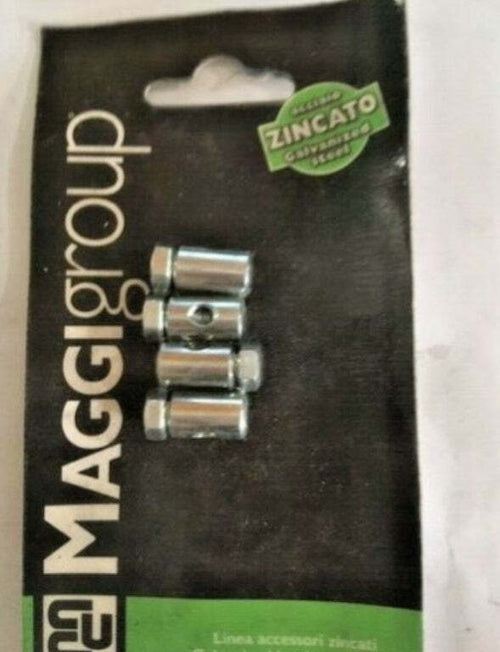 acciaio
ZINCATO
Galvanized
steel
MAGGIgroup
Linea accessori zincati